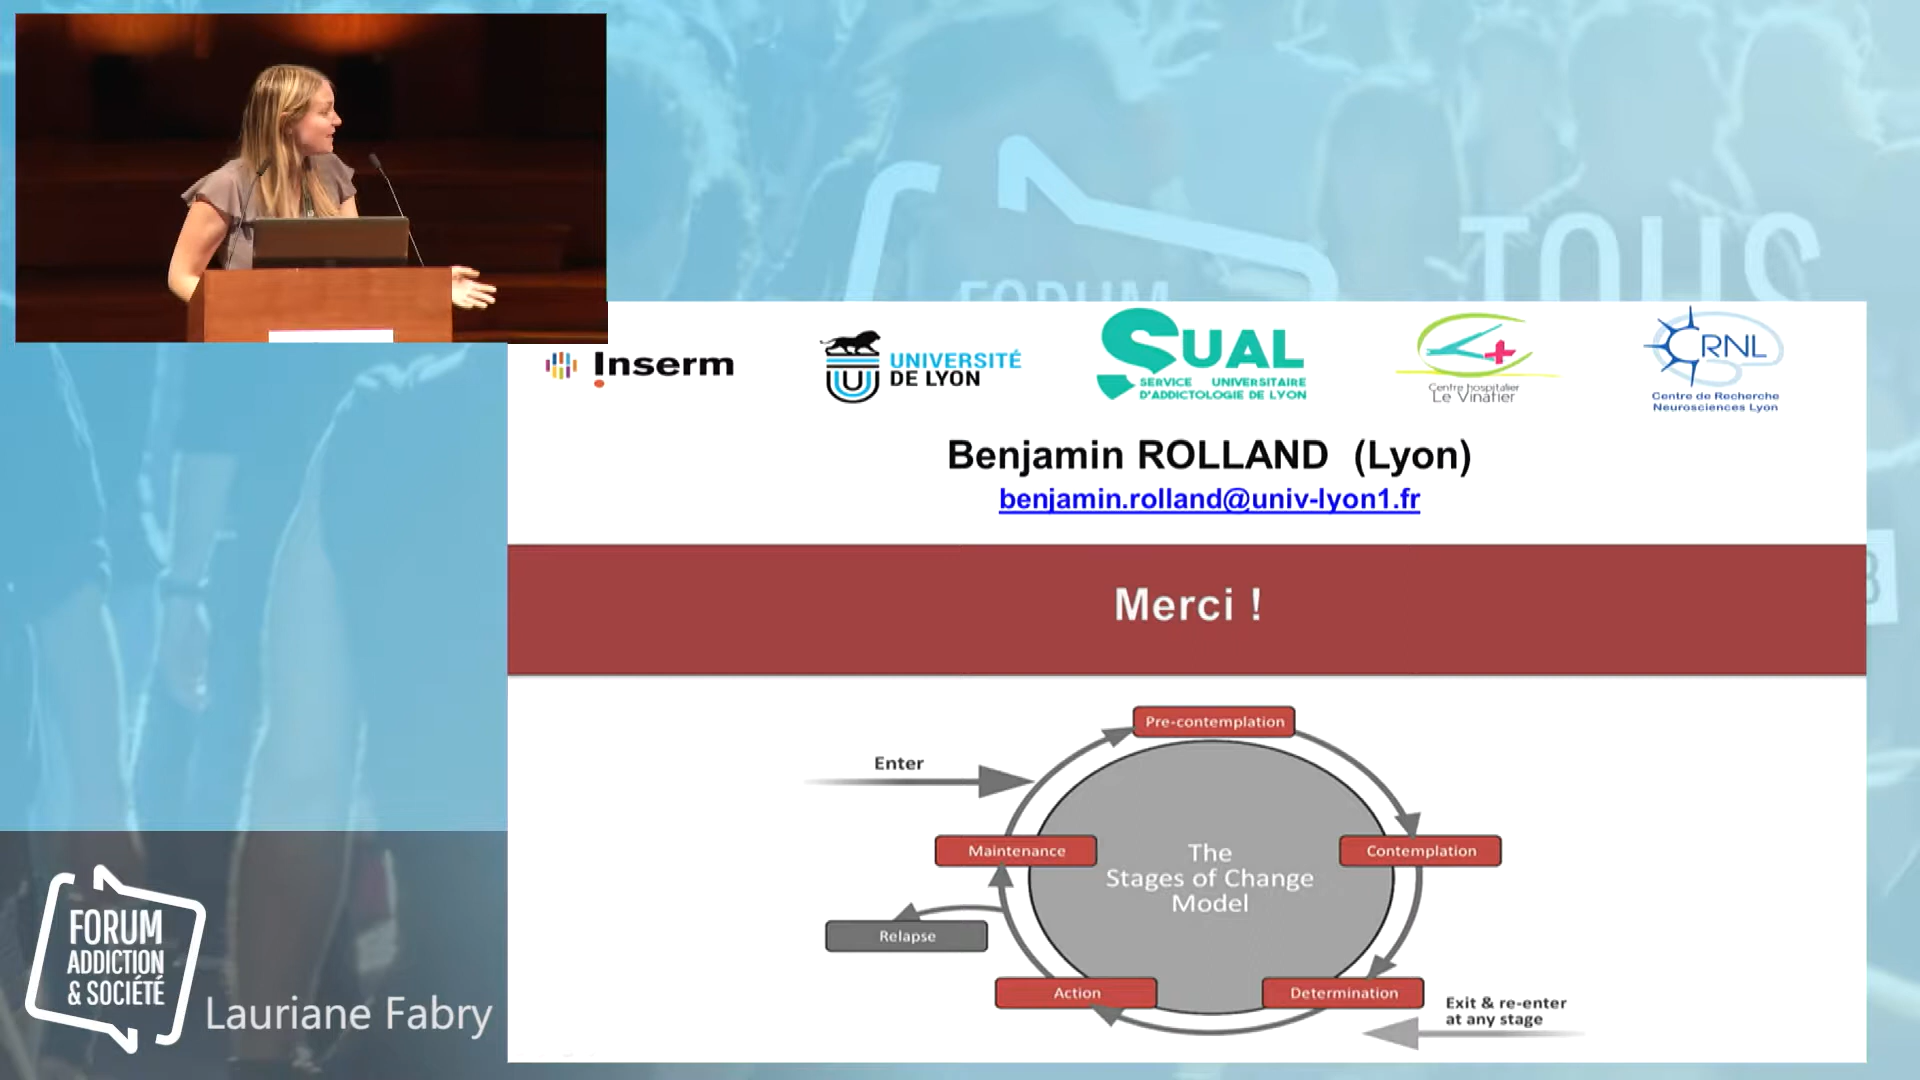 FORUM
TOUS
Inserm
UNIVERSITÉ
DE LYON
SUAL
SERVICE UNIVERSITAIRE
D'ADDICTOLOGIE DE LYON
Centre hospitalier
Le Vinatier
CRNL
Centre de Recherche
Neurosciences Lyon
Benjamin ROLLAND (Lyon)
benjamin.rolland@univ-lyon1.fr
Merci !
Pre-contemplation
Enter
Maintenance
Contemplation
The
Stages of Change
Model
Relapse
Action
Determination
Exit & re-enter
at any stage
FORUM
ADDICTION
& SOCIÉTÉ
Lauriane Fabry